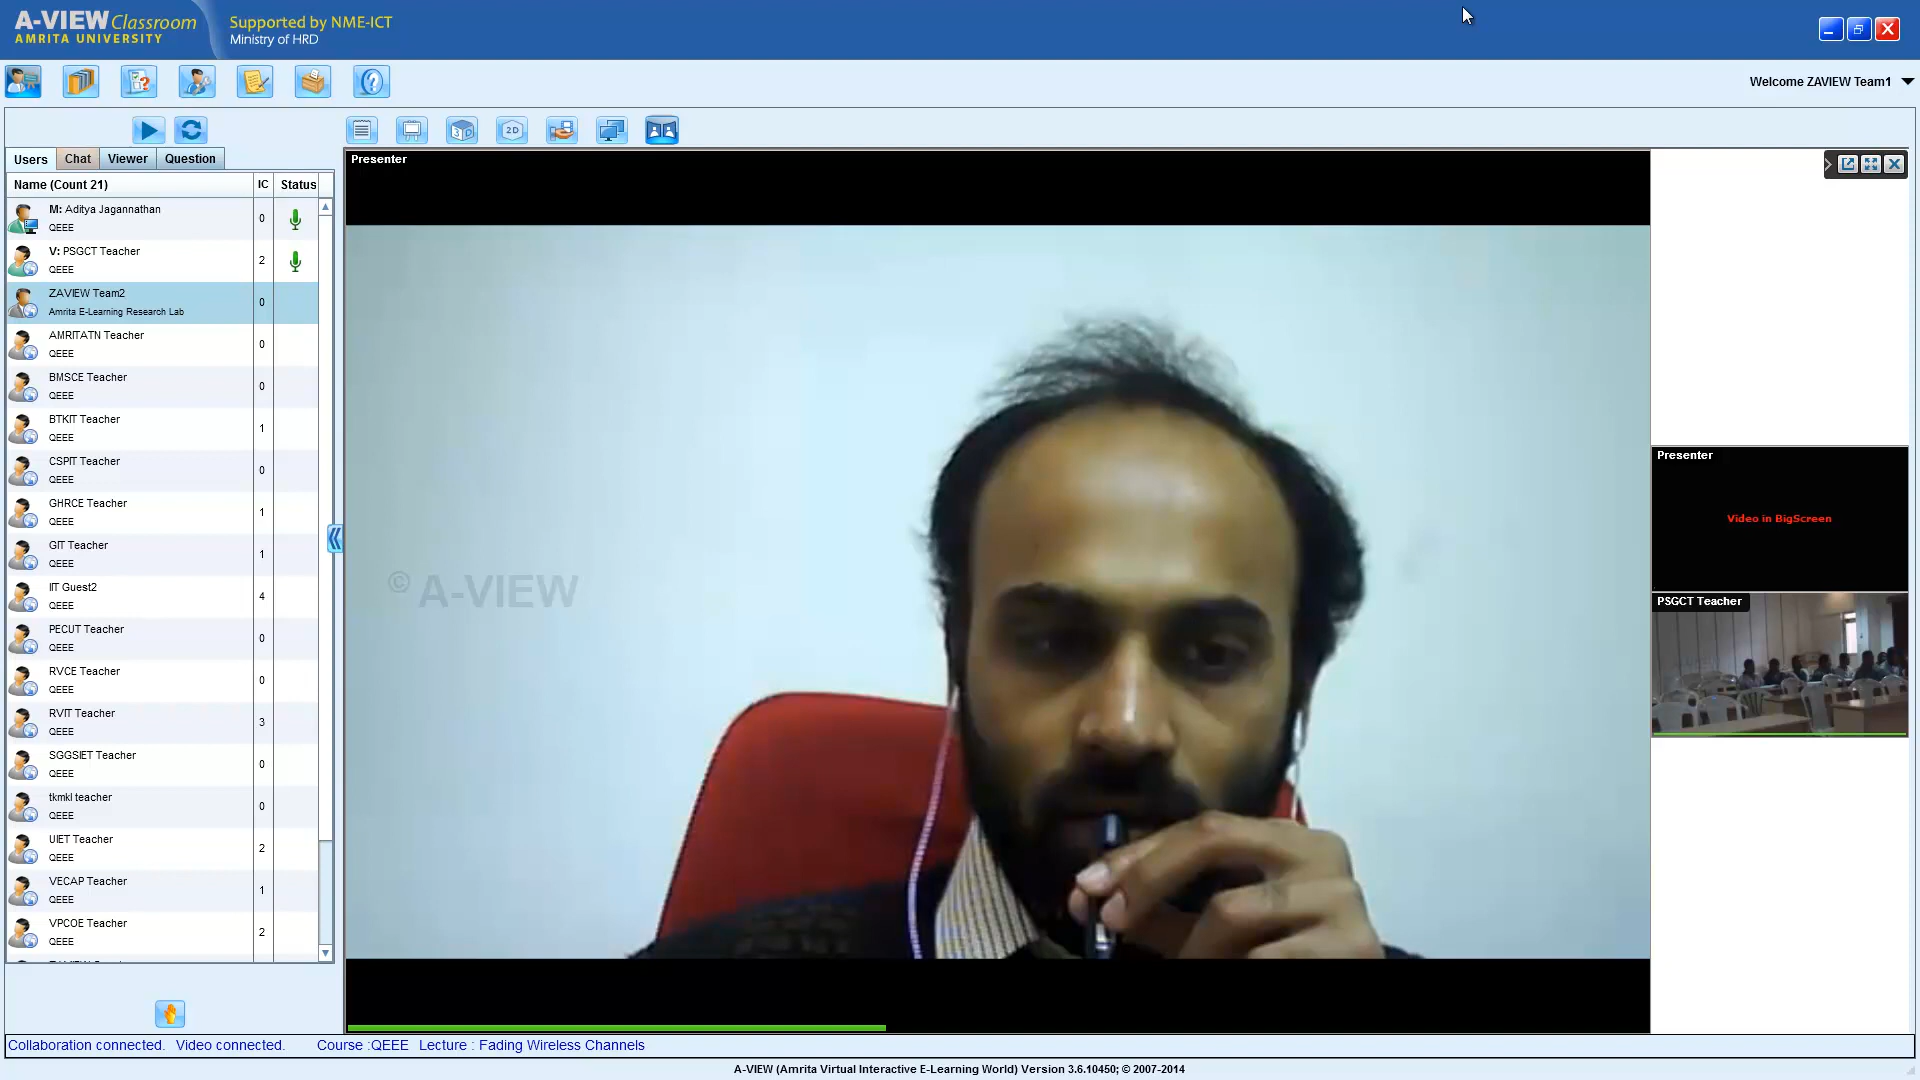 A-VIEW Classroom
AMRITA UNIVERSITY
Supported by NME-ICT
Ministry of HRD
Welcome ZAVIEW Team1
3D
2D
Users
Chat
Viewer
Question
Name (Count 21)
IC
Status
M: Aditya Jagannathan
QEEE
0
V: PSGCT Teacher
QEEE
2
ZAVIEW Team2
Amrita E-Learning Research Lab
0
AMRITATN Teacher
QEEE
0
BMSCE Teacher
QEEE
0
BTKIT Teacher
QEEE
1
CSPIT Teacher
QEEE
0
GHRCE Teacher
QEEE
1
GIT Teacher
QEEE
1
IIT Guest2
QEEE
4
PECUT Teacher
QEEE
0
RVCE Teacher
QEEE
0
RVIT Teacher
QEEE
3
SGGSIET Teacher
QEEE
0
tkmkl teacher
QEEE
0
UIET Teacher
QEEE
2
VECAP Teacher
QEEE
1
VPCOE Teacher
QEEE
2
Presenter
© A-VIEW
Presenter
Video in BigScreen
PSGCT Teacher
Collaboration connected. Video connected. Course :QEEE Lecture : Fading Wireless Channels
A-VIEW (Amrita Virtual Interactive E-Learning World) Version 3.6.10450; © 2007-2014